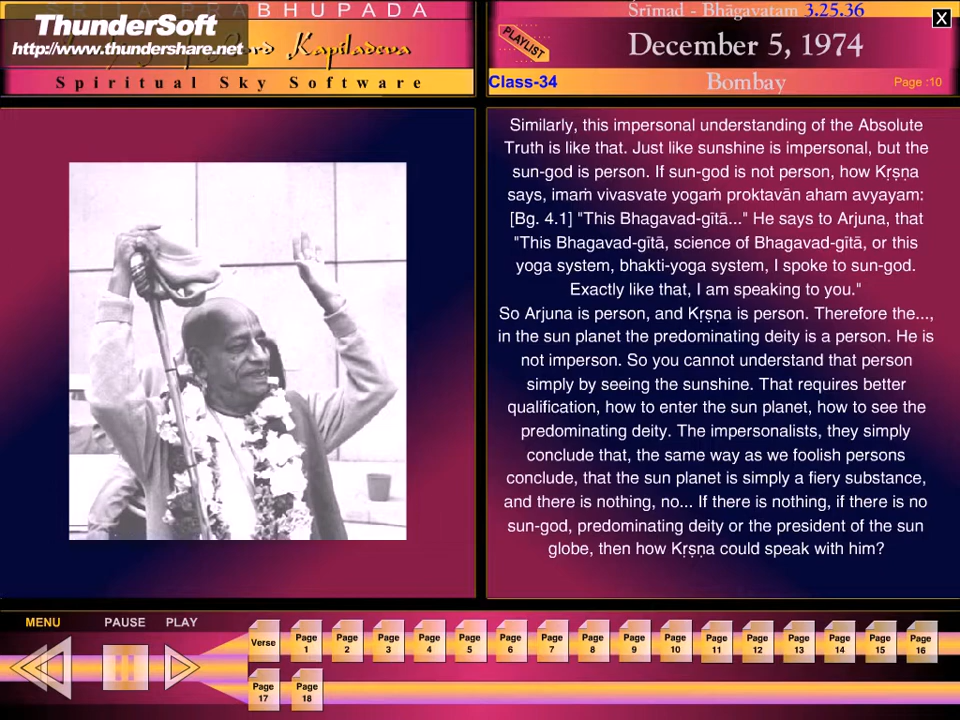 SRILA PRABHUPADA
ThunderSoft
http://www.thundershare.net
Kapiladeva
Spiritual Sky Software
Śrīmad - Bhāgavatam 3.25.36
X
PLAYLIST
December 5, 1974
Class-34
Bombay
Page :10
Similarly, this impersonal understanding of the Absolute
Truth is like that. Just like sunshine is impersonal, but the
sun-god is person. If sun-god is not person, how Kṛṣṇa
says, imaṁ vivasvate yogaṁ proktavān aham avyayam:
[Bg. 4.1] "This Bhagavad-gītā..." He says to Arjuna, that
"This Bhagavad-gītā, science of Bhagavad-gītā, or this
yoga system, bhakti-yoga system, I spoke to sun-god.
Exactly like that, I am speaking to you."
So Arjuna is person, and Kṛṣṇa is person. Therefore the...,
in the sun planet the predominating deity is a person. He is
not imperson. So you cannot understand that person
simply by seeing the sunshine. That requires better
qualification, how to enter the sun planet, how to see the
predominating deity. The impersonalists, they simply
conclude that, the same way as we foolish persons
conclude, that the sun planet is simply a fiery substance,
and there is nothing, no... If there is nothing, if there is no
sun-god, predominating deity or the president of the sun
globe, then how Kṛṣṇa could speak with him?
MENU
PAUSE
PLAY
Verse
Page 1
Page 2
Page 3
Page 4
Page 5
Page 6
Page 7
Page 8
Page 9
Page 10
Page 11
Page 12
Page 13
Page 14
Page 15
Page 16
Page 17
Page 18